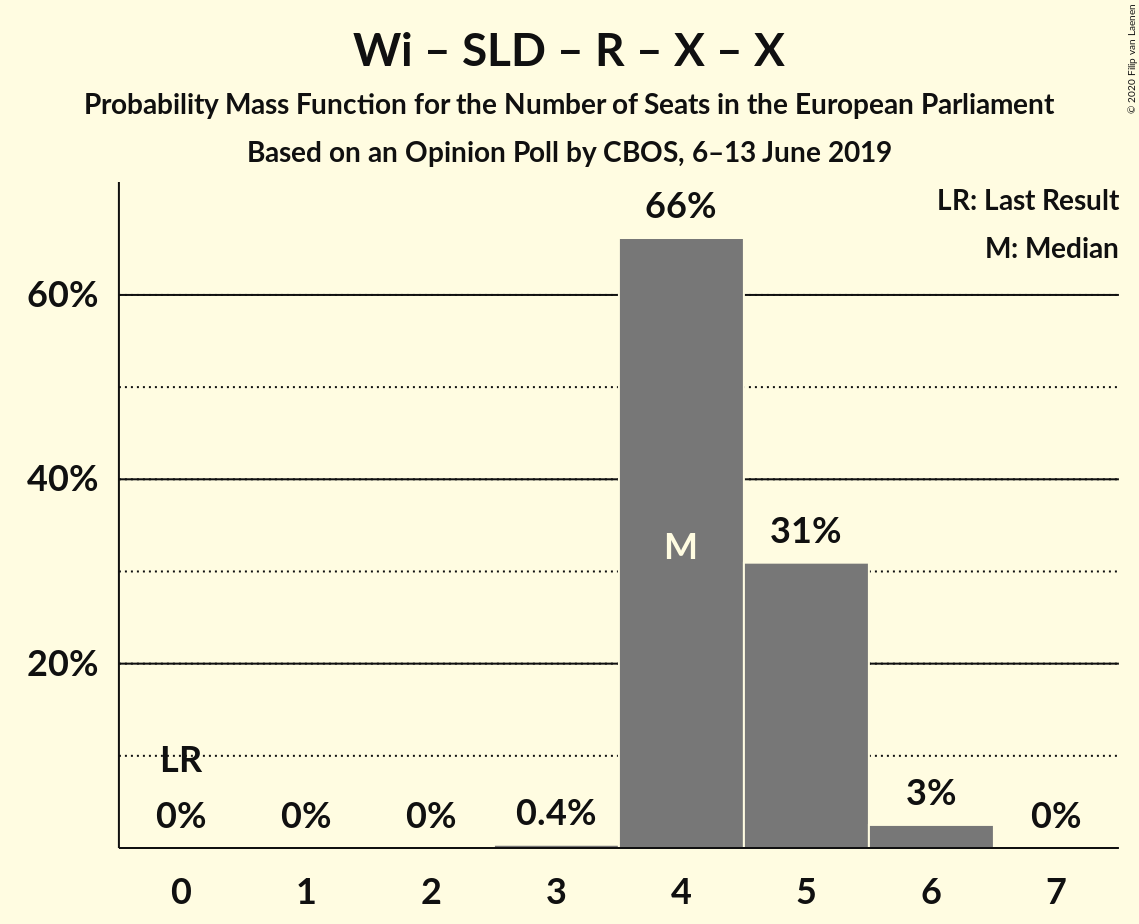 Wi – SLD – R – X – X
Probability Mass Function for the Number of Seats in the European Parliament
Based on an Opinion Poll by CBOS, 6–13 June 2019
© 2020 Filip van Laenen
LR: Last Result
M: Median
66%
60%
40%
31%
M
20%
LR
0%
0%
0%
0.4%
3%
0%
0
1
2
3
4
5
6
7